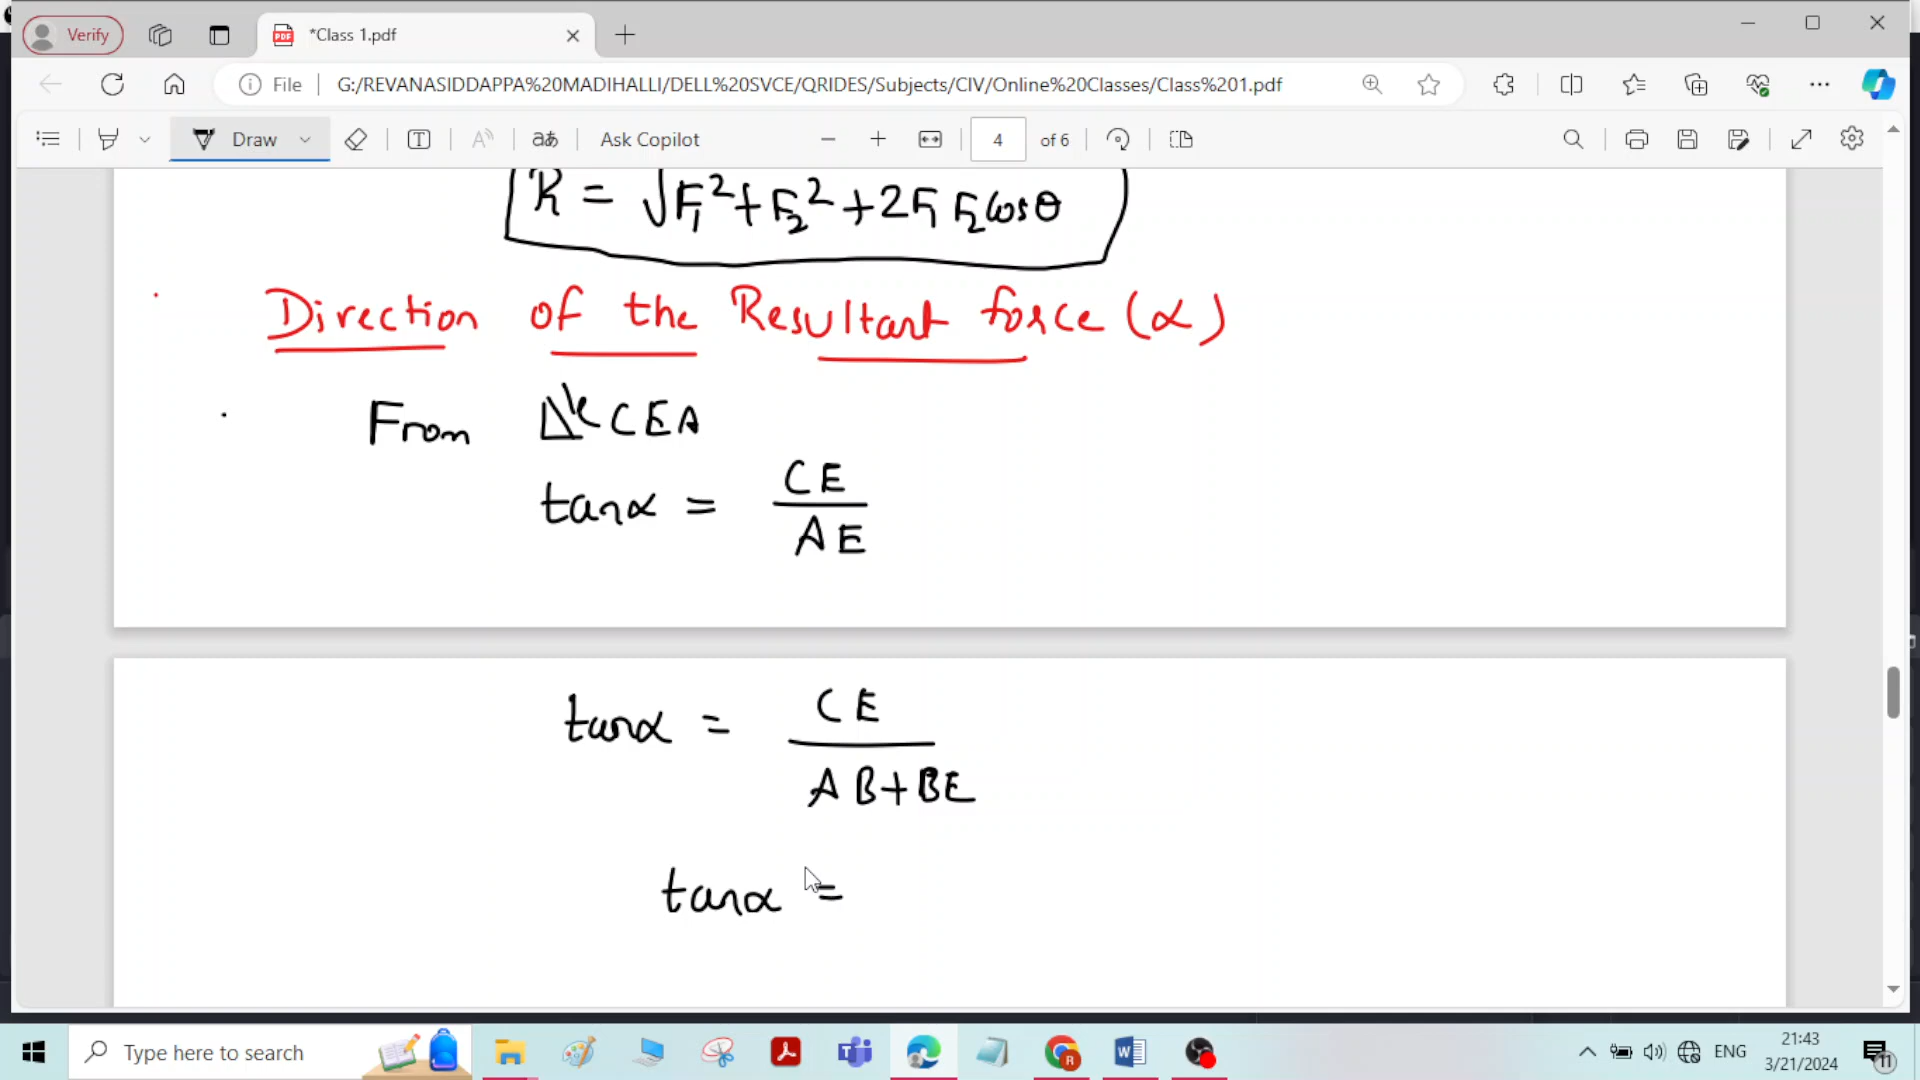 Verify
*Class 1.pdf
File
G:/REVANASIDDAPPA%20MADIHALLI/DELL%20SVCE/QRIDES/Subjects/CIV/Online%20Classes/Class%201.pdf
Draw
Ask Copilot
4 of 6
R = √F₁²+F₂²+2F₁F₂cosθ
Direction of the Resultant force (α)
From Δle CEA
tanα = CE
AE
tanα = CE
AB+BE
tanα =
Type here to search
ENG
21:43
3/21/2024
11